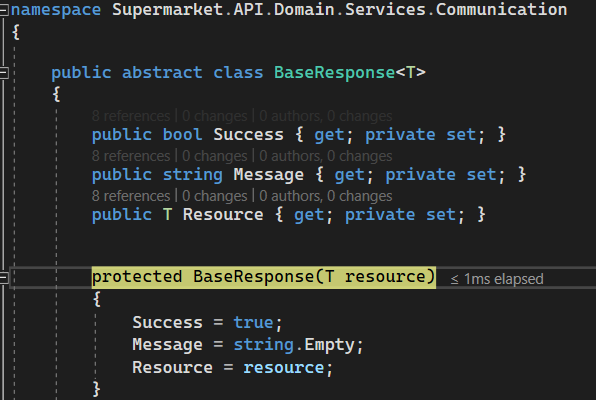 namespace Supermarket.API.Domain.Services.Communication
{
public abstract class BaseResponse<T>
{
8 references | 0 changes | 0 authors, 0 changes
public bool Success { get; private set; }
8 references | 0 changes | 0 authors, 0 changes
public string Message { get; private set; }
8 references | 0 changes | 0 authors, 0 changes
public T Resource { get; private set; }
protected BaseResponse(T resource) ≤ 1ms elapsed
{
Success = true;
Message = string.Empty;
Resource = resource;
}